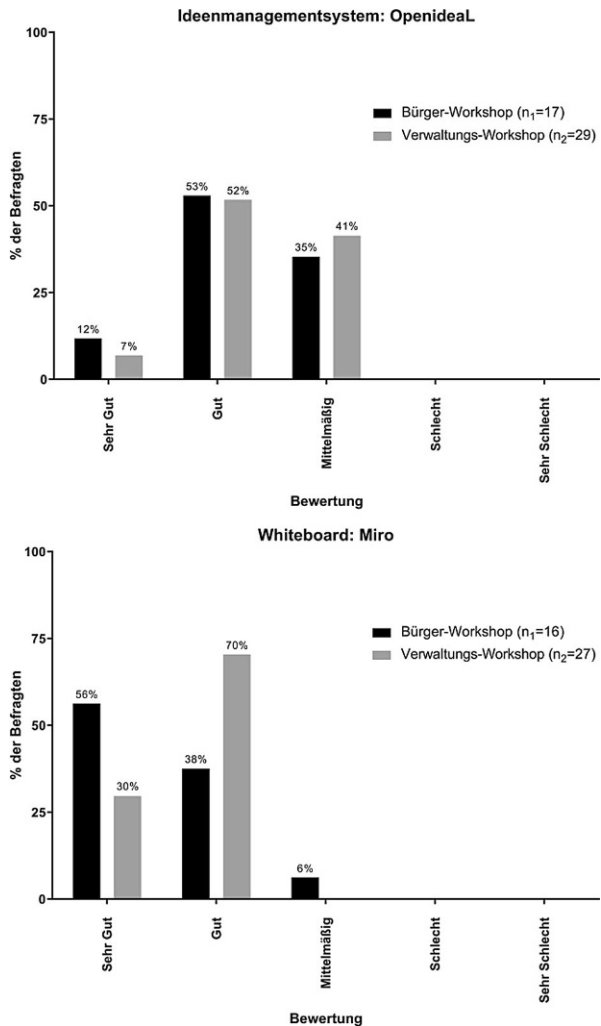 Ideenmanagementsystem: OpenideaL
100
75
50
25
0
% der Befragten
Bürger-Workshop (n₁=17)
Verwaltungs-Workshop (n₂=29)
12%
7%
53%
52%
35%
41%
Sehr Gut
Gut
Mittelmäßig
Schlecht
Sehr Schlecht
Bewertung
Whiteboard: Miro
100
75
50
25
0
% der Befragten
Bürger-Workshop (n₁=16)
Verwaltungs-Workshop (n₂=27)
56%
30%
38%
70%
6%
Sehr Gut
Gut
Mittelmäßig
Schlecht
Sehr Schlecht
Bewertung